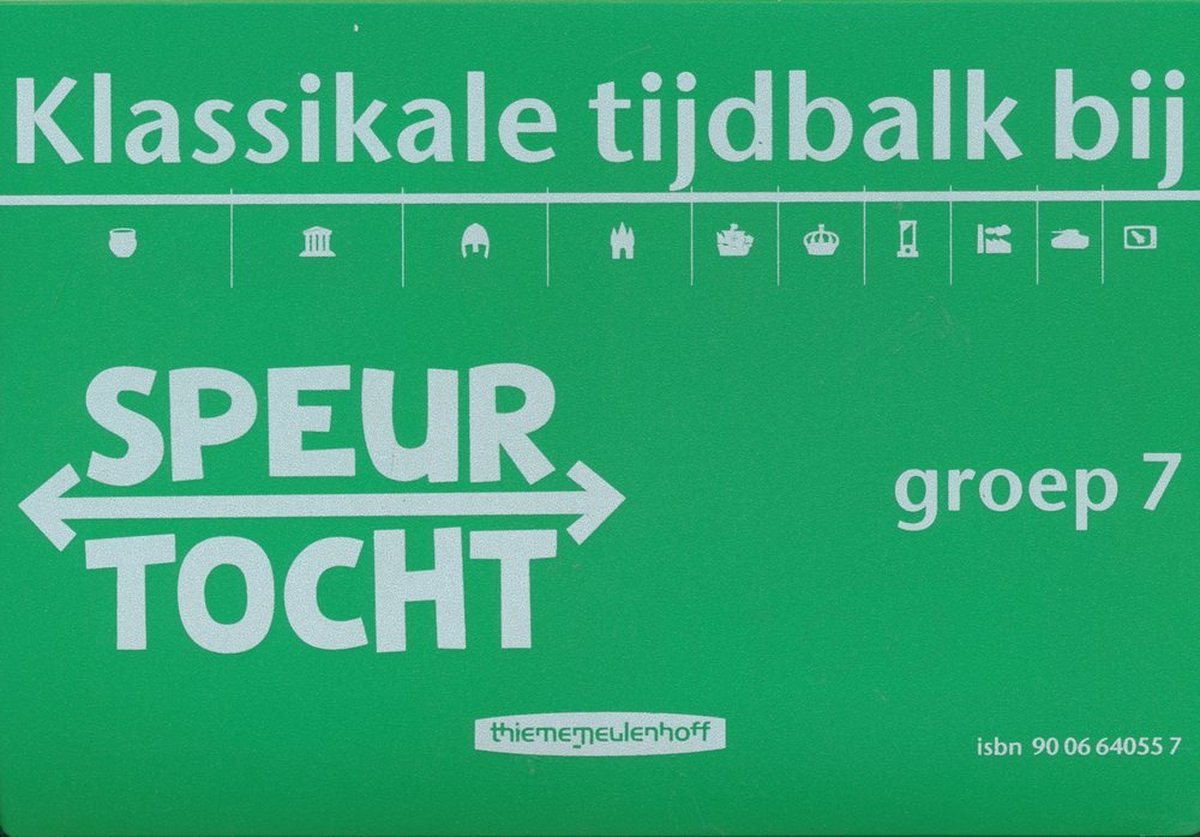 Klassikale tijdbalk bij
SPEUR
TOCHT
groep 7
thiememeulenhoff
isbn 90 06 64055 7